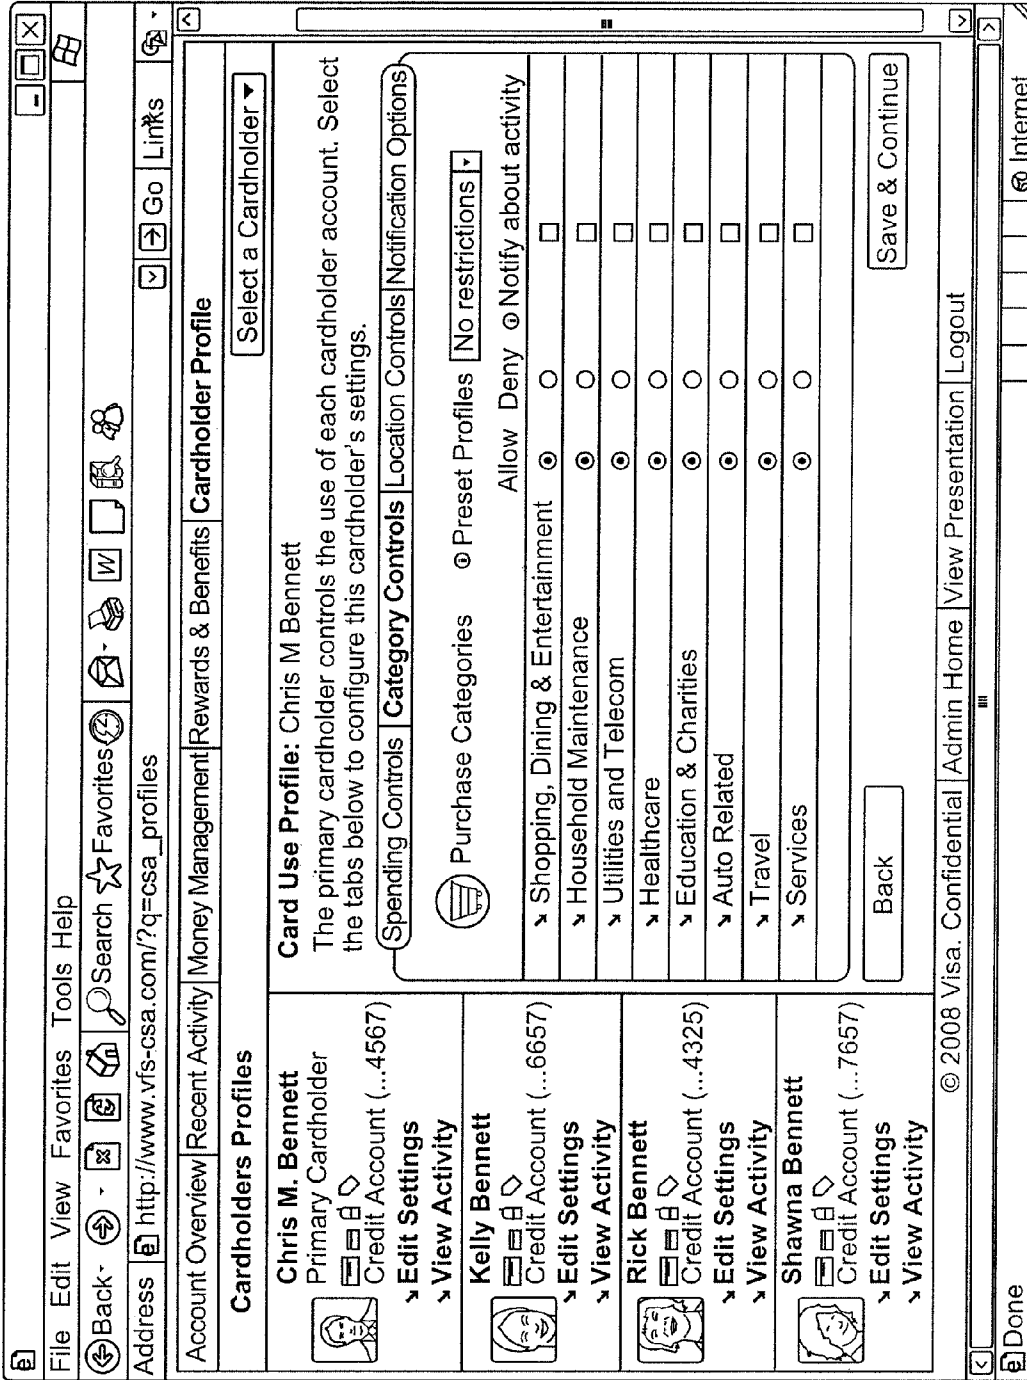 File Edit View Favorites Tools Help
Back Search Favorites W
Address http://www.vfs-csa.com/?q=csa_profiles Go Links
Account Overview Recent Activity Money Management Rewards & Benefits Cardholder Profile
Cardholders Profiles Select a Cardholder
Chris M. Bennett
Primary Cardholder
Credit Account (...4567)
Edit Settings
View Activity
Kelly Bennett
Credit Account (...6657)
Edit Settings
View Activity
Rick Bennett
Credit Account (...4325)
Edit Settings
View Activity
Shawna Bennett
Credit Account (...7657)
Edit Settings
View Activity
Card Use Profile: Chris M Bennett
The primary cardholder controls the use of each cardholder account. Select
the tabs below to configure this cardholder's settings.
Spending Controls Category Controls Location Controls Notification Options
Purchase Categories Preset Profiles No restrictions
Allow Deny Notify about activity
Shopping, Dining & Entertainment
Household Maintenance
Utilities and Telecom
Healthcare
Education & Charities
Auto Related
Travel
Services
Back Save & Continue
© 2008 Visa. Confidential Admin Home View Presentation Logout
Done Internet